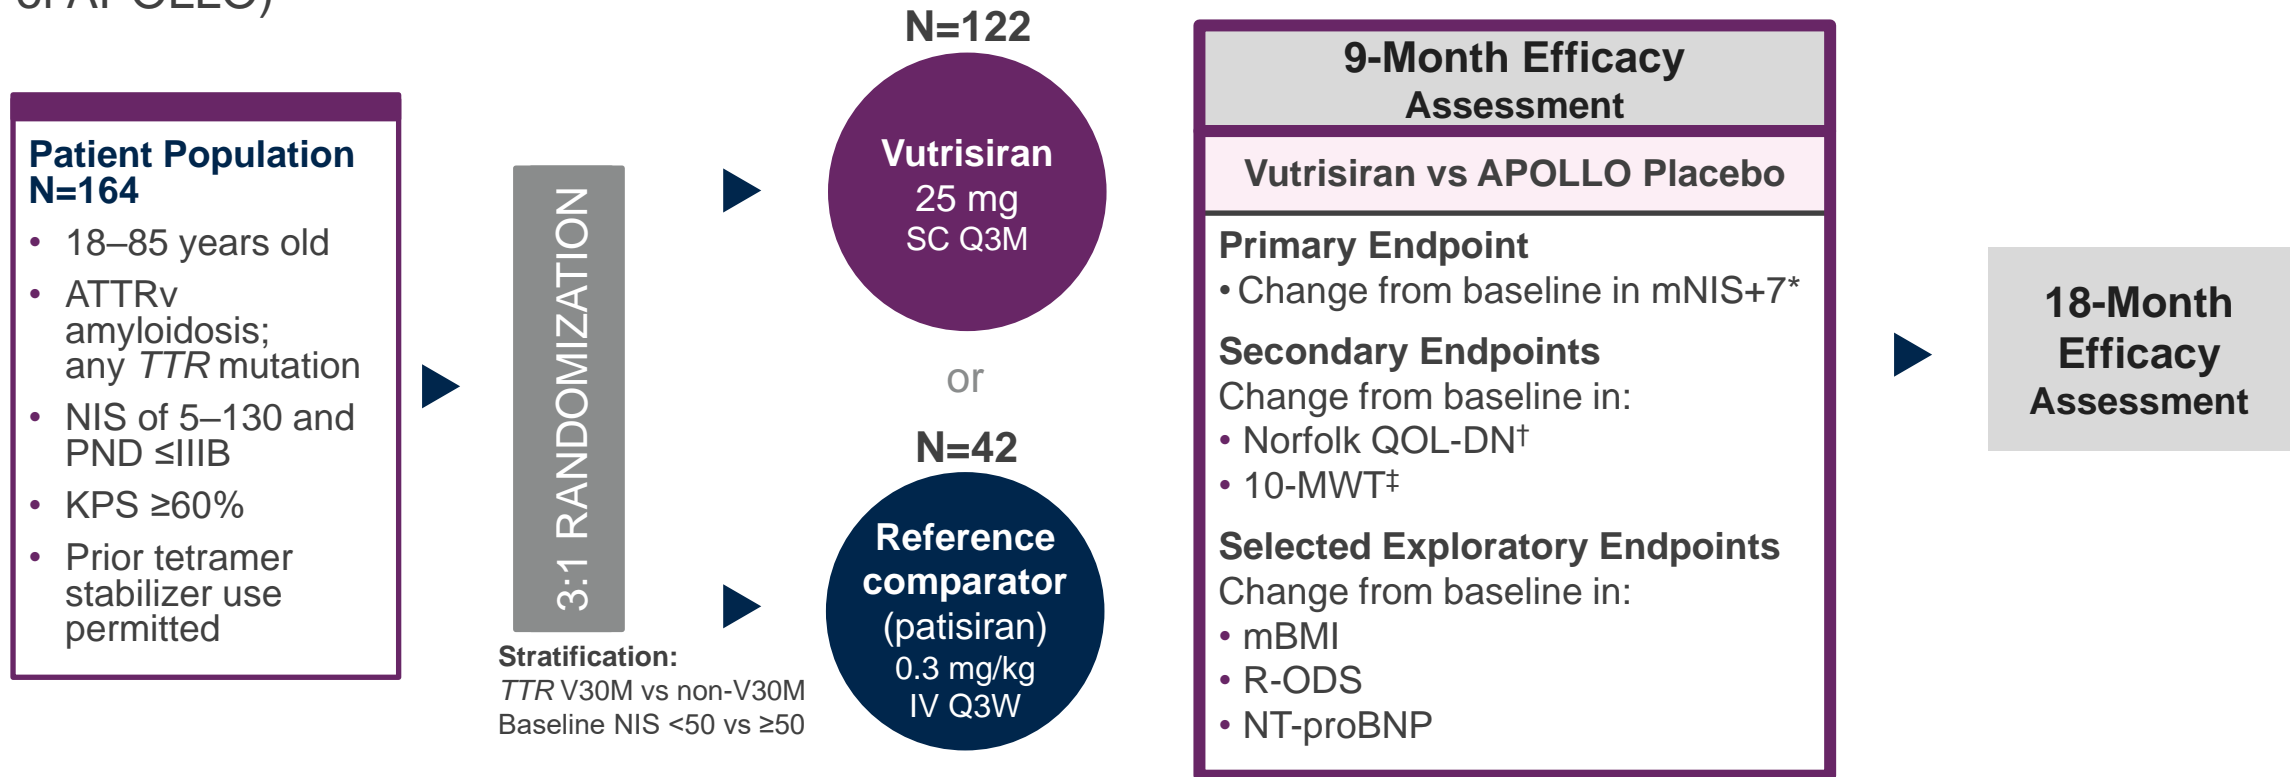 of APOLLO)
Patient Population
N=164
• 18–85 years old
• ATTRv
amyloidosis;
any TTR mutation
• NIS of 5–130 and
PND ≤IIIB
• KPS ≥60%
• Prior tetramer
stabilizer use
permitted
3:1 RANDOMIZATION
Stratification:
TTR V30M vs non-V30M
Baseline NIS <50 vs ≥50
N=122
Vutrisiran
25 mg
SC Q3M
or
N=42
Reference
comparator
(patisiran)
0.3 mg/kg
IV Q3W
9-Month Efficacy
Assessment
Vutrisiran vs APOLLO Placebo
Primary Endpoint
• Change from baseline in mNIS+7*
Secondary Endpoints
Change from baseline in:
• Norfolk QOL-DN†
• 10-MWT‡
Selected Exploratory Endpoints
Change from baseline in:
• mBMI
• R-ODS
• NT-proBNP
18-Month
Efficacy
Assessment